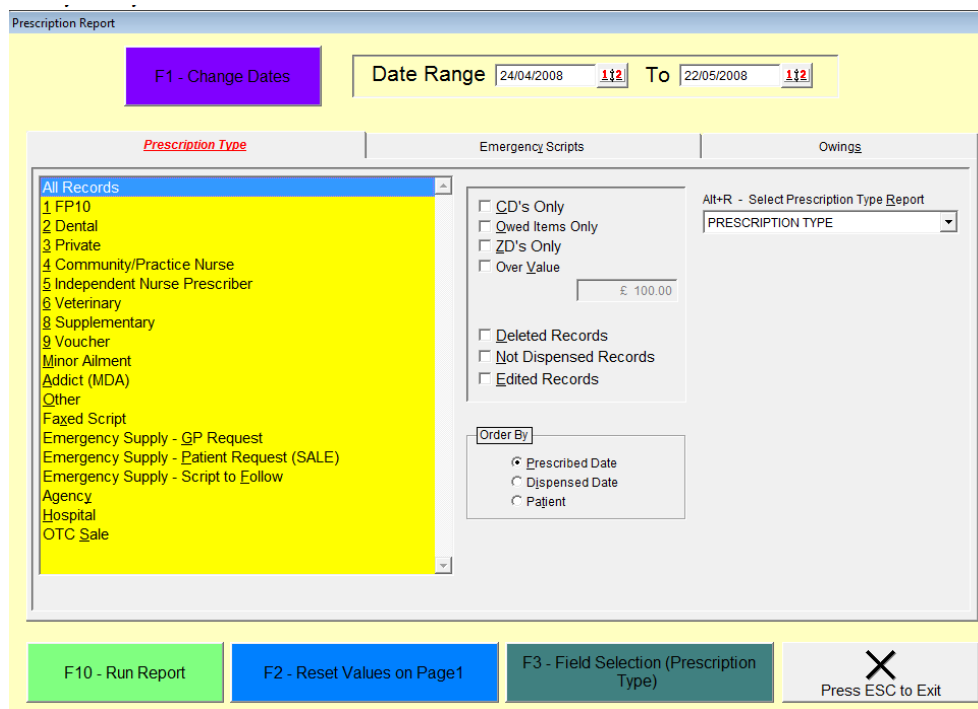 Prescription Report
F1 - Change Dates
Date Range 24/04/2008 1↕2 To 22/05/2008 1↕2
Prescription Type
Emergency Scripts
Owings
All Records
1 FP10
2 Dental
3 Private
4 Community/Practice Nurse
5 Independent Nurse Prescriber
6 Veterinary
8 Supplementary
9 Voucher
Minor Ailment
Addict (MDA)
Other
Faxed Script
Emergency Supply - GP Request
Emergency Supply - Patient Request (SALE)
Emergency Supply - Script to Follow
Agency
Hospital
OTC Sale
CD's Only
Owed Items Only
ZD's Only
Over Value
£ 100.00
Deleted Records
Not Dispensed Records
Edited Records
Order By
Prescribed Date
Dispensed Date
Patient
Alt+R - Select Prescription Type Report
PRESCRIPTION TYPE
F10 - Run Report
F2 - Reset Values on Page1
F3 - Field Selection (Prescription
Type)
Press ESC to Exit